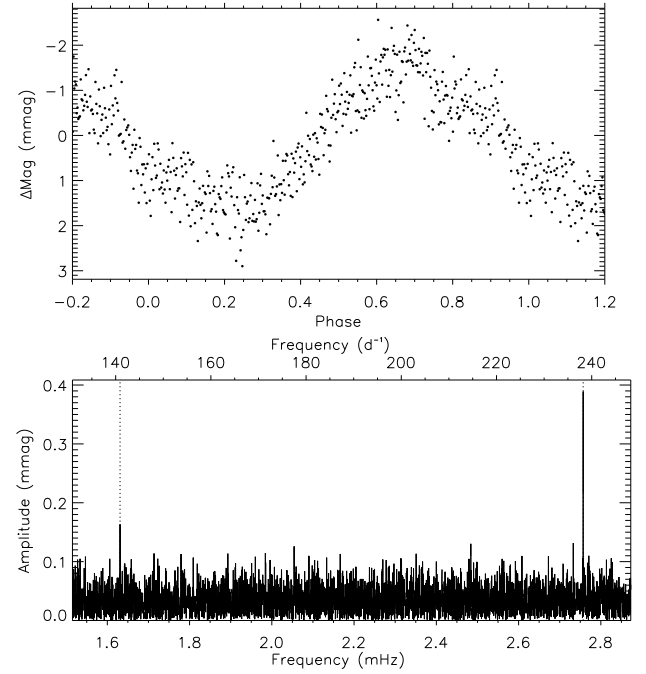 −2
−1
0
1
2
3
ΔMag (mmag)
−0.2 0.0 0.2 0.4 0.6 0.8 1.0 1.2
Phase
Frequency (d⁻¹)
140 160 180 200 220 240
0.4
0.3
0.2
0.1
0.0
Amplitude (mmag)
1.6 1.8 2.0 2.2 2.4 2.6 2.8
Frequency (mHz)